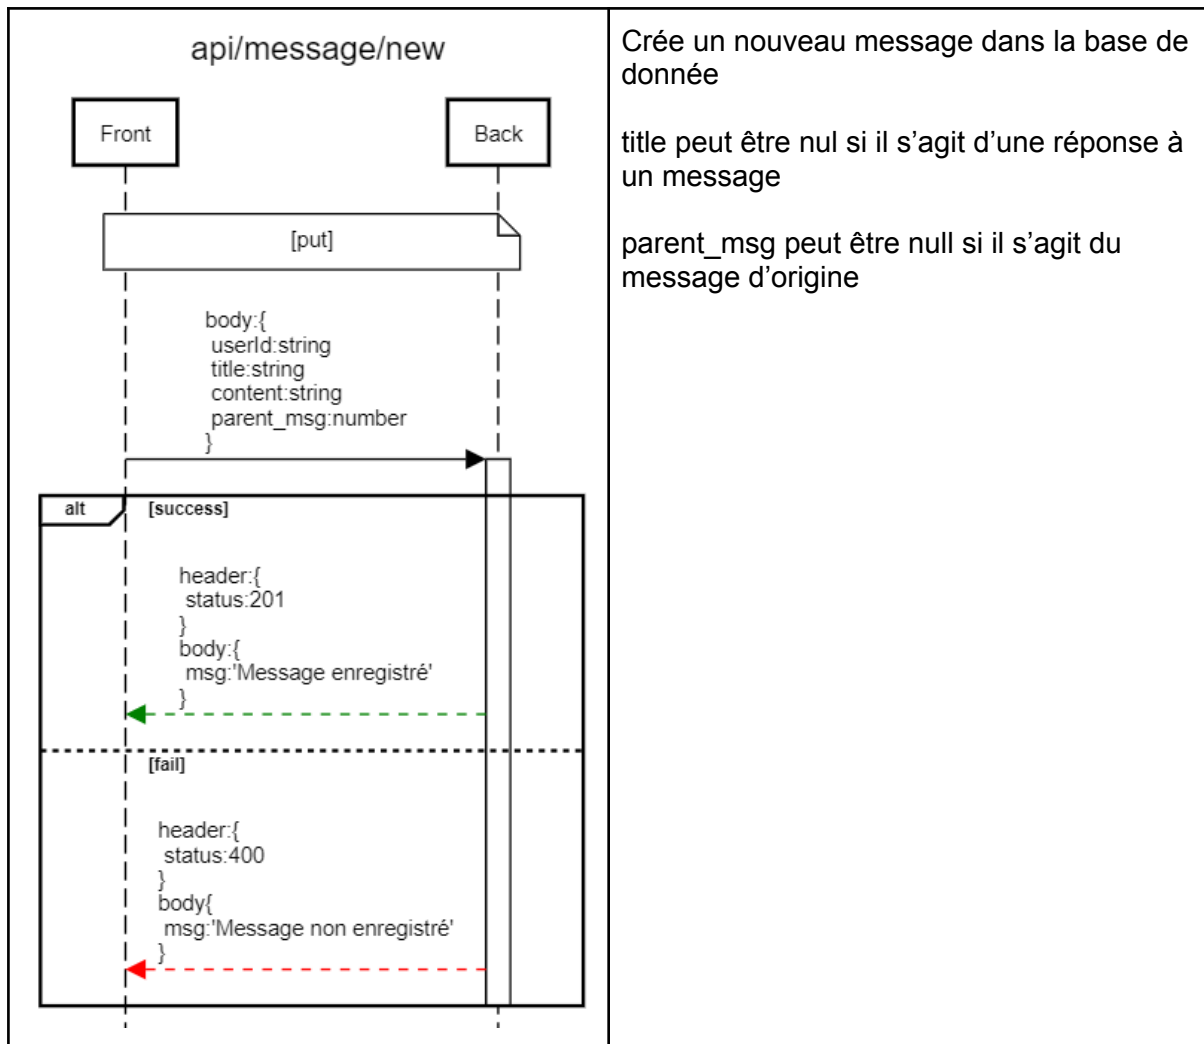 api/message/new
Front
Back
[put]
body:{
userId:string
title:string
content:string
parent_msg:number
}
alt
[success]
header:{
status:201
}
body:{
msg:'Message enregistré'
}
[fail]
header:{
status:400
}
body{
msg:'Message non enregistré'
}
Crée un nouveau message dans la base de
donnée
title peut être nul si il s’agit d’une réponse à
un message
parent_msg peut être null si il s’agit du
message d’origine